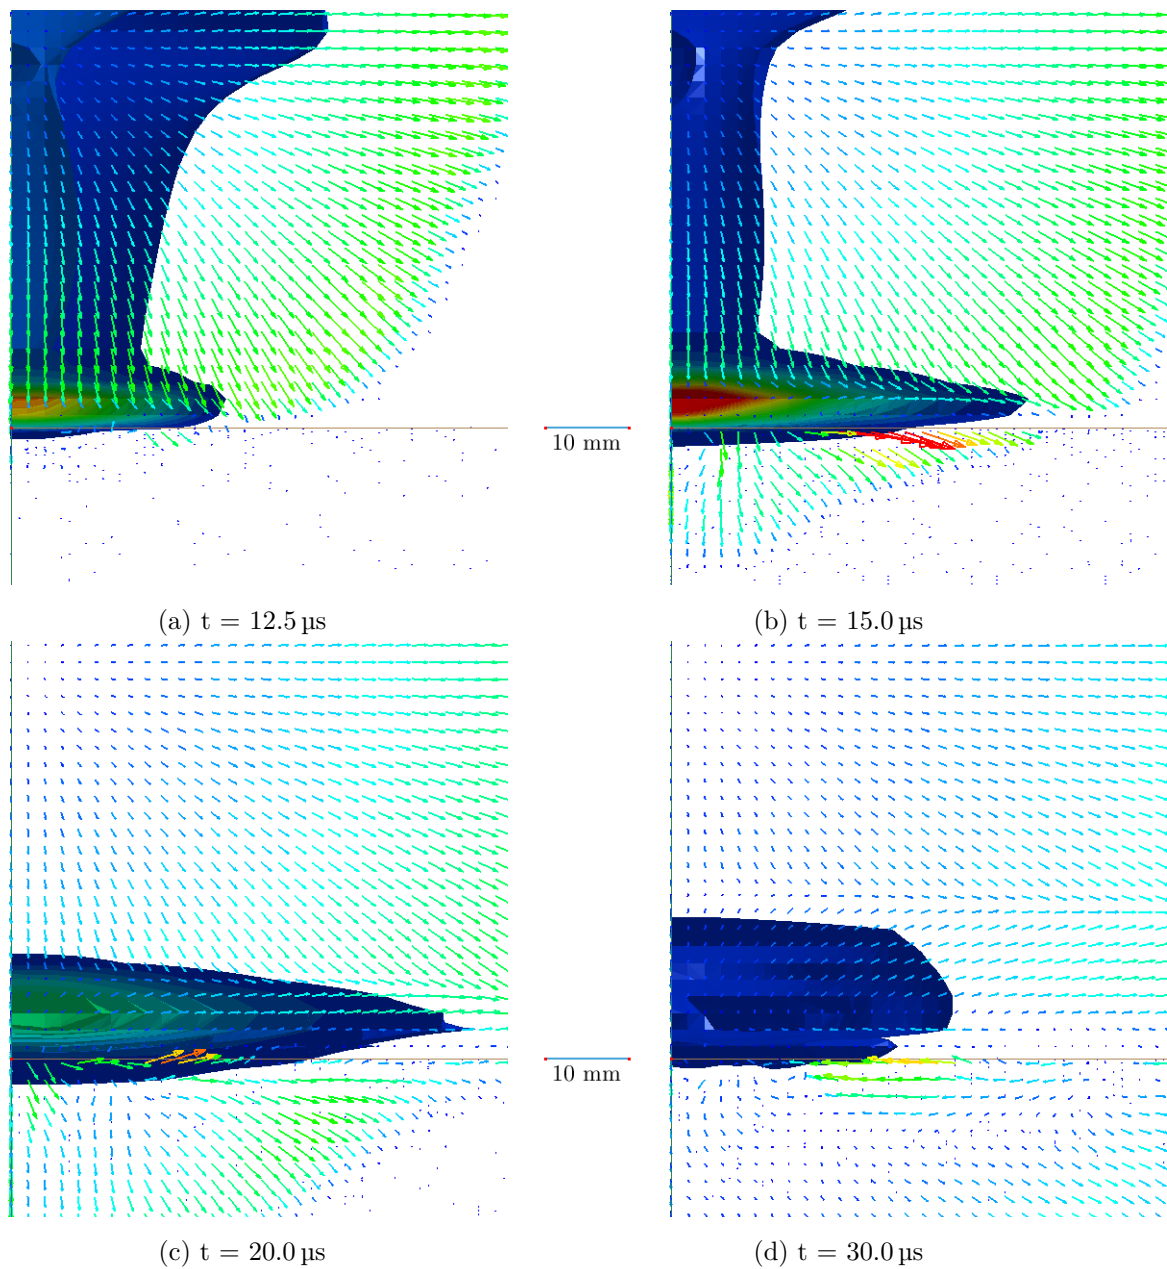 10 mm
(a) t = 12.5 µs
(b) t = 15.0 µs
10 mm
(c) t = 20.0 µs
(d) t = 30.0 µs